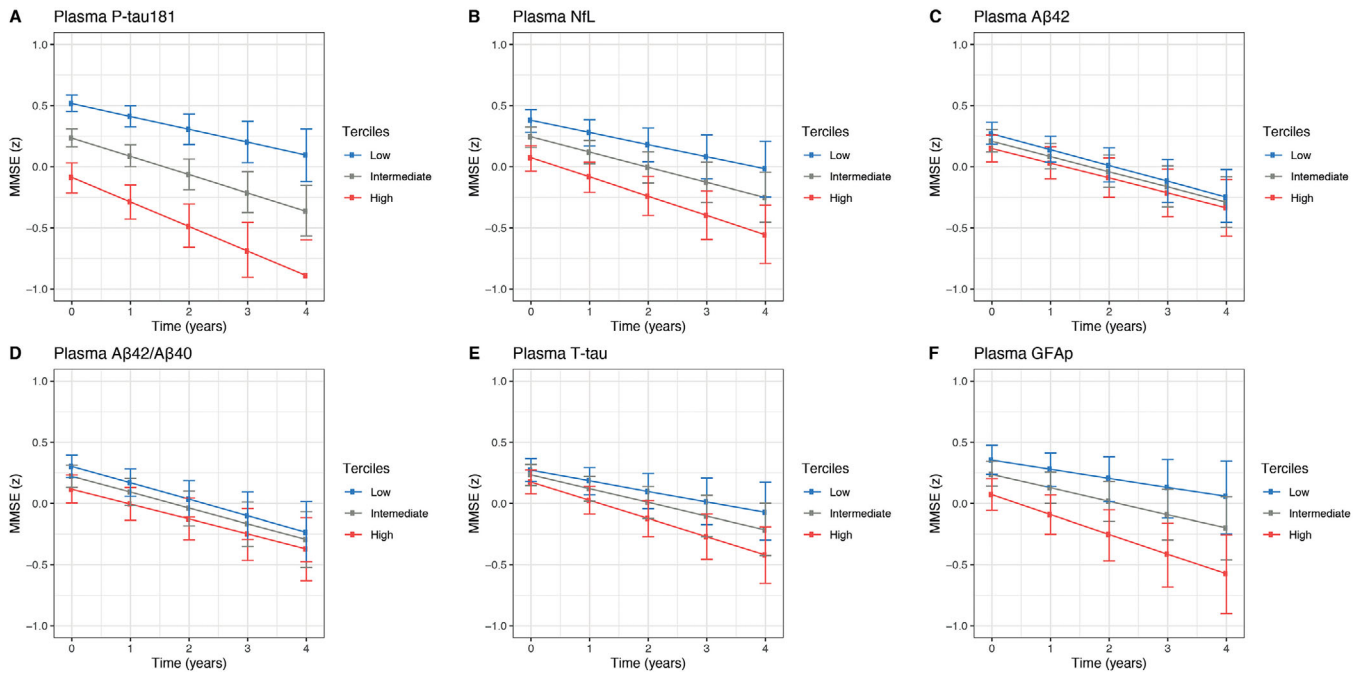 A Plasma P-tau181
MMSE (z)
1.0
0.5
0.0
−0.5
−1.0
0 1 2 3 4
Time (years)
Terciles
Low
Intermediate
High
B Plasma NfL
MMSE (z)
1.0
0.5
0.0
−0.5
−1.0
0 1 2 3 4
Time (years)
Terciles
Low
Intermediate
High
C Plasma Aβ42
MMSE (z)
1.0
0.5
0.0
−0.5
−1.0
0 1 2 3 4
Time (years)
Terciles
Low
Intermediate
High
D Plasma Aβ42/Aβ40
MMSE (z)
1.0
0.5
0.0
−0.5
−1.0
0 1 2 3 4
Time (years)
Terciles
Low
Intermediate
High
E Plasma T-tau
MMSE (z)
1.0
0.5
0.0
−0.5
−1.0
0 1 2 3 4
Time (years)
Terciles
Low
Intermediate
High
F Plasma GFAp
MMSE (z)
1.0
0.5
0.0
−0.5
−1.0
0 1 2 3 4
Time (years)
Terciles
Low
Intermediate
High